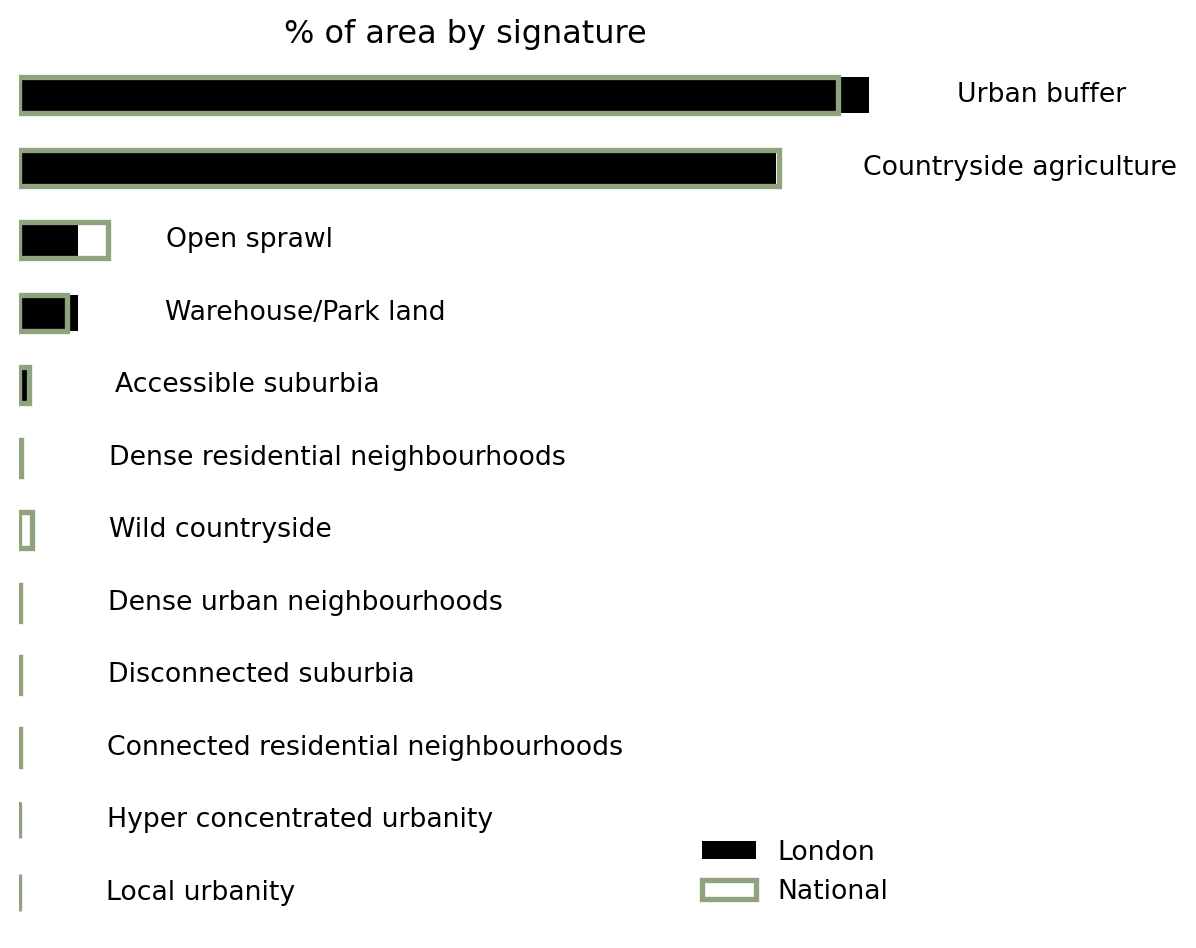 % of area by signature
Urban buffer
Countryside agriculture
Open sprawl
Warehouse/Park land
Accessible suburbia
Dense residential neighbourhoods
Wild countryside
Dense urban neighbourhoods
Disconnected suburbia
Connected residential neighbourhoods
Hyper concentrated urbanity
London
Local urbanity
National